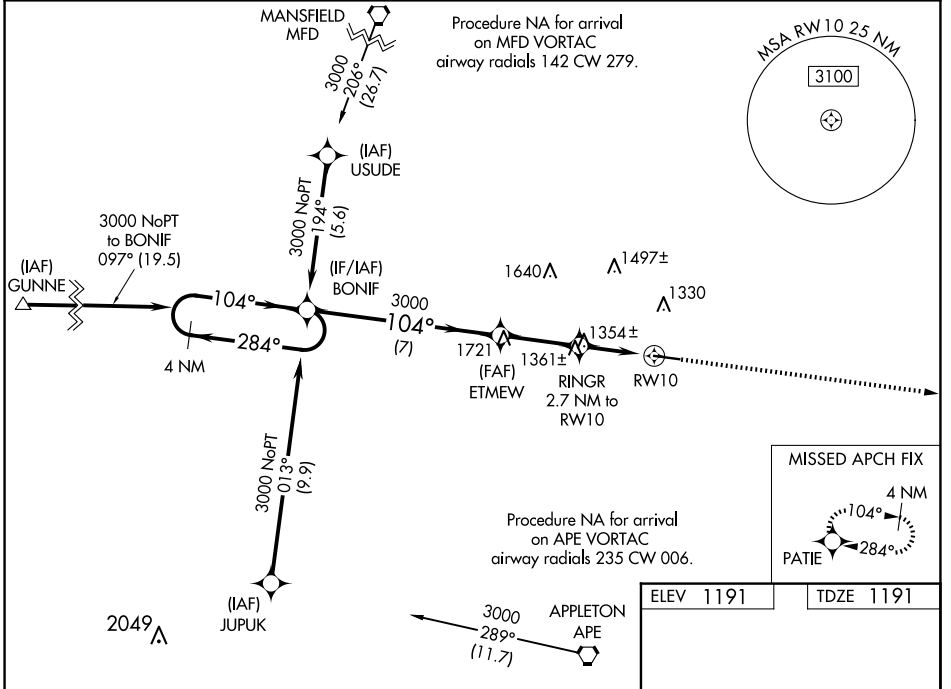 MANSFIELD
MFD
Procedure NA for arrival
on MFD VORTAC
airway radials 142 CW 279.
MSA RW10 25 NM
3100
3000
206°
(26.7)
(IAF)
USUDE
3000 NoPT
194°
(5.6)
3000 NoPT
to BONIF
097° (19.5)
(IAF)
GUNNE
(IF/IAF)
BONIF
104°
284°
4 NM
3000
104°
(7)
1640
1497±
1330
1721
1361±
1354±
(FAF)
ETMEW
RINGR
2.7 NM to
RW10
RW10
3000 NoPT
013°
(9.9)
(IAF)
JUPUK
2049
Procedure NA for arrival
on APE VORTAC
airway radials 235 CW 006.
3000
289°
(11.7)
APPLETON
APE
MISSED APCH FIX
4 NM
104°
284°
PATIE
ELEV 1191
TDZE 1191